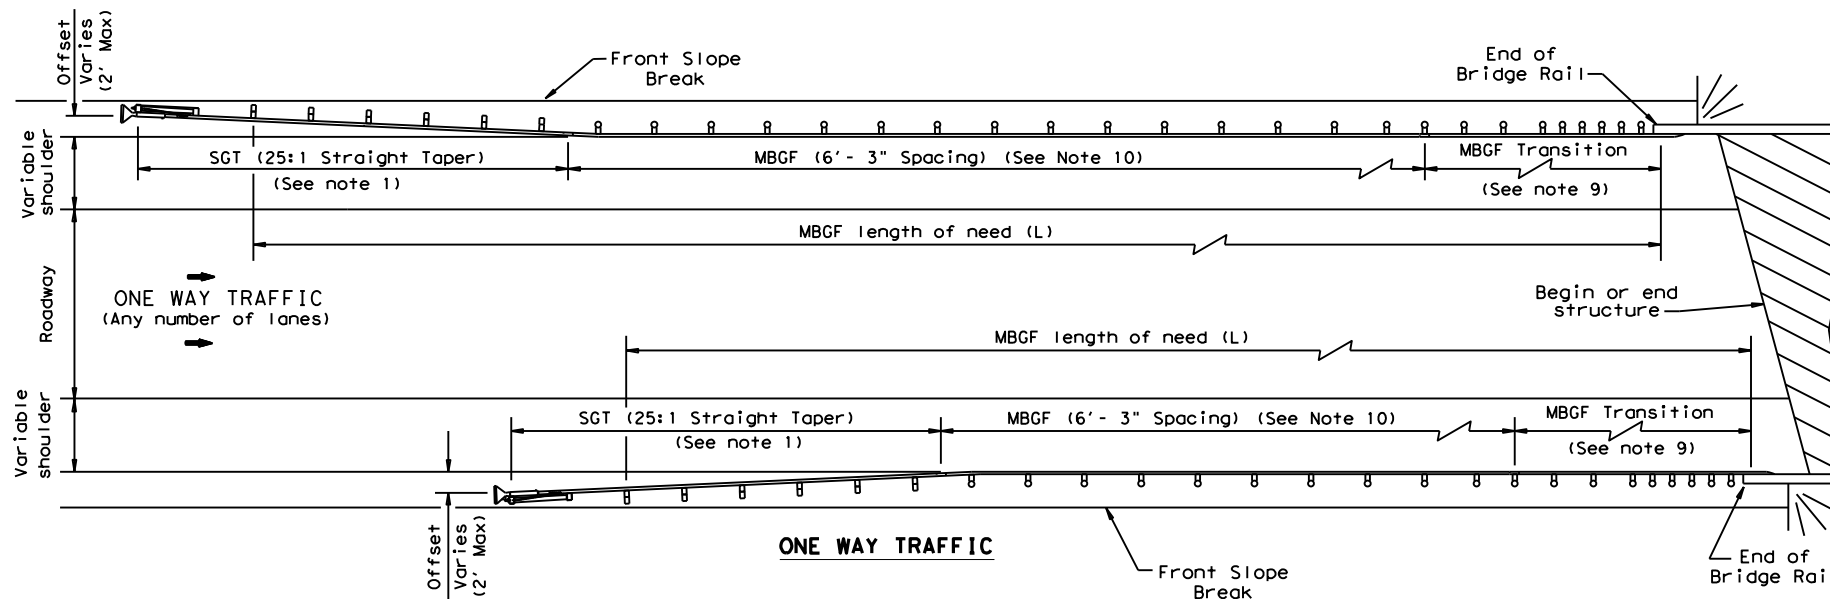 Offset
Varies
(2' Max)
Front Slope
Break
End of
Bridge Rail
Variable
shoulder
SGT (25:1 Straight Taper)
(See note 1)
MBGF (6'- 3" Spacing) (See Note 10)
MBGF Transition
(See note 9)
MBGF length of need (L)
Roadway
ONE WAY TRAFFIC
(Any number of lanes)
Begin or end
structure
MBGF length of need (L)
Variable
shoulder
SGT (25:1 Straight Taper)
(See note 1)
MBGF (6'- 3" Spacing) (See Note 10)
MBGF Transition
(See note 9)
Offset
Varies
(2' Max)
ONE WAY TRAFFIC
Front Slope
Break
End of
Bridge Rai